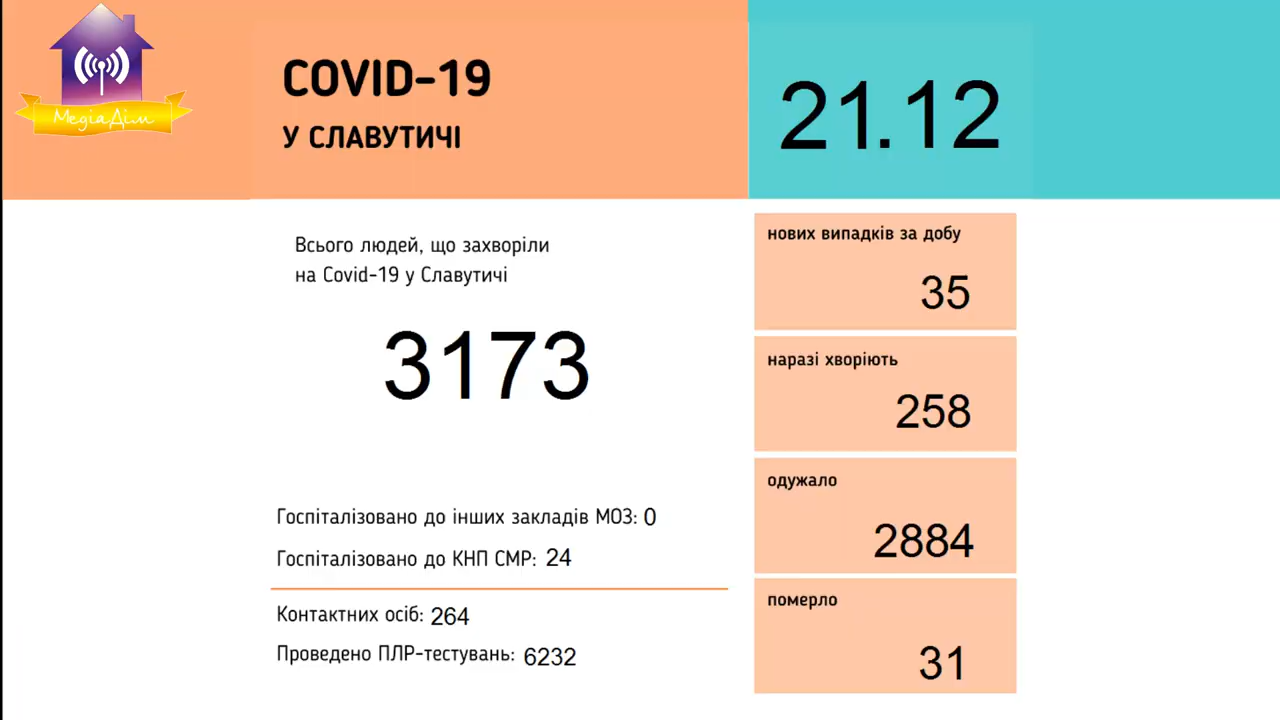 МедіаДім
COVID-19
У СЛАВУТИЧІ
21.12
Всього людей, що захворіли
на Covid-19 у Славутичі
3173
Госпіталізовано до інших закладів МОЗ: 0
Госпіталізовано до КНП СМР: 24
Контактних осіб: 264
Проведено ПЛР-тестувань: 6232
нових випадків за добу
35
наразі хворіють
258
одужало
2884
померло
31